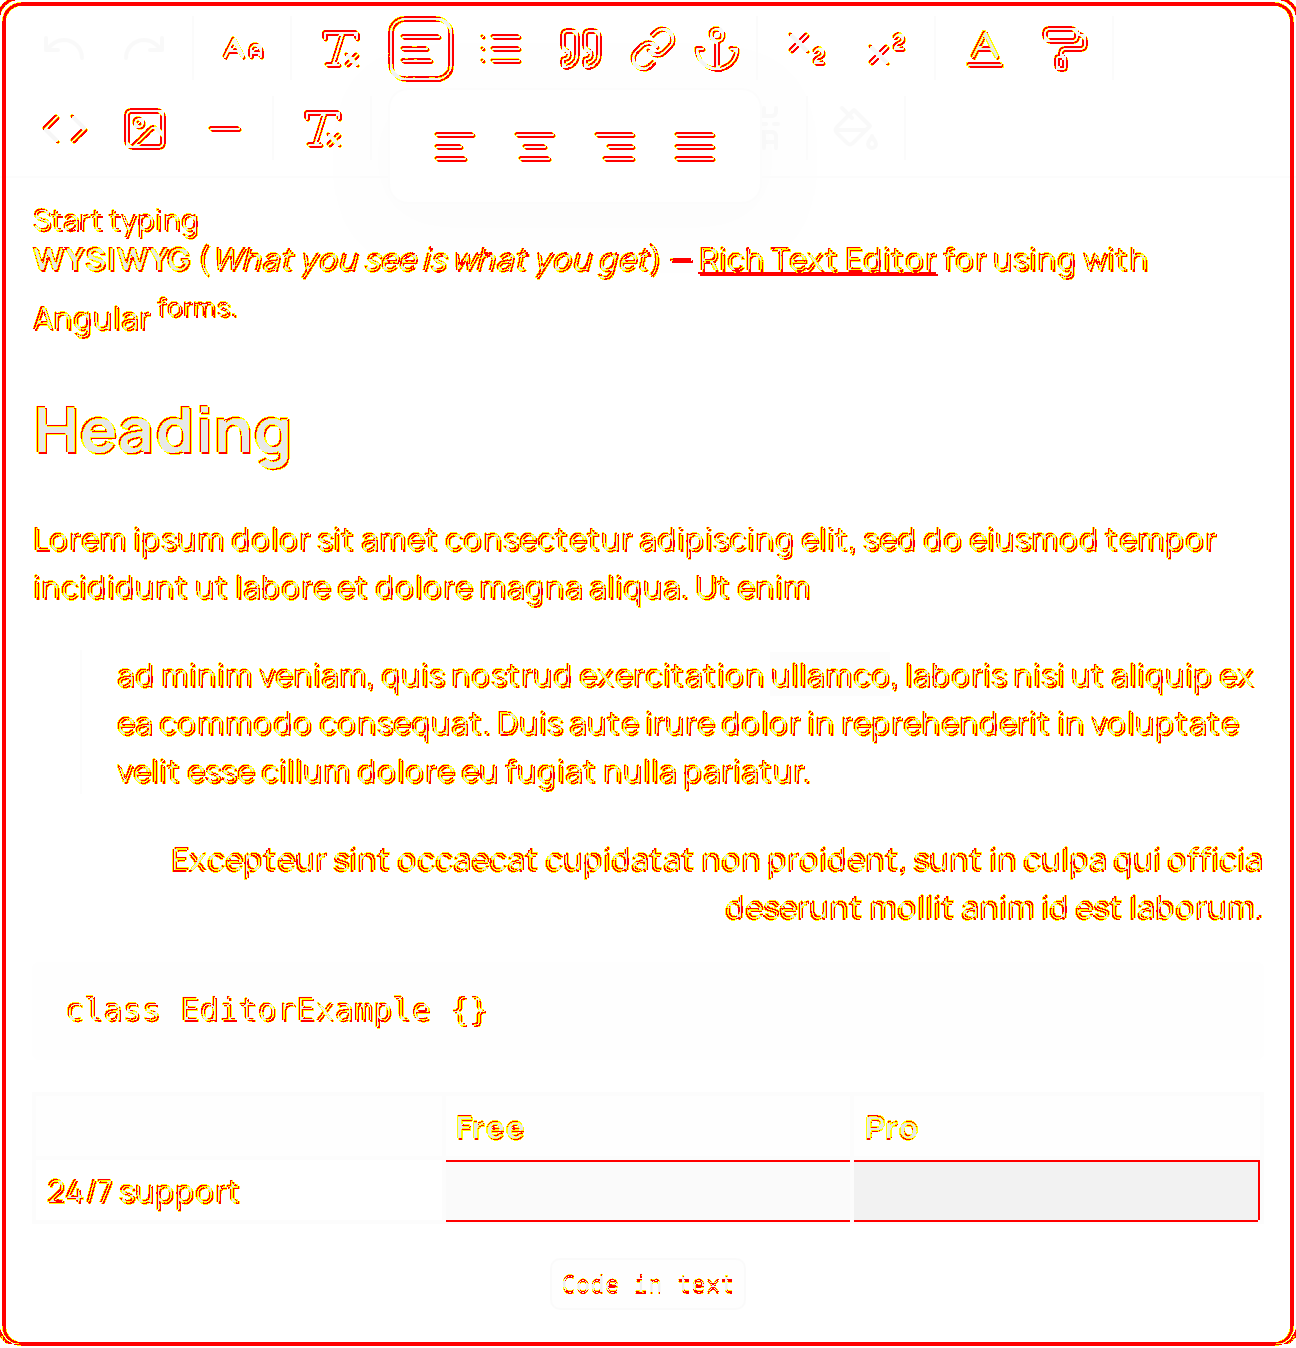 Aa
Start typing
WYSIWYG (What you see is what you get) — Rich Text Editor for using with
Angular forms.
Heading
Lorem ipsum dolor sit amet consectetur adipiscing elit, sed do eiusmod tempor
incididunt ut labore et dolore magna aliqua. Ut enim
ad minim veniam, quis nostrud exercitation ullamco, laboris nisi ut aliquip ex
ea commodo consequat. Duis aute irure dolor in reprehenderit in voluptate
velit esse cillum dolore eu fugiat nulla pariatur.
Excepteur sint occaecat cupidatat non proident, sunt in culpa qui officia
deserunt mollit anim id est laborum.
class EditorExample {}
Free Pro
24/7 support
Code in text